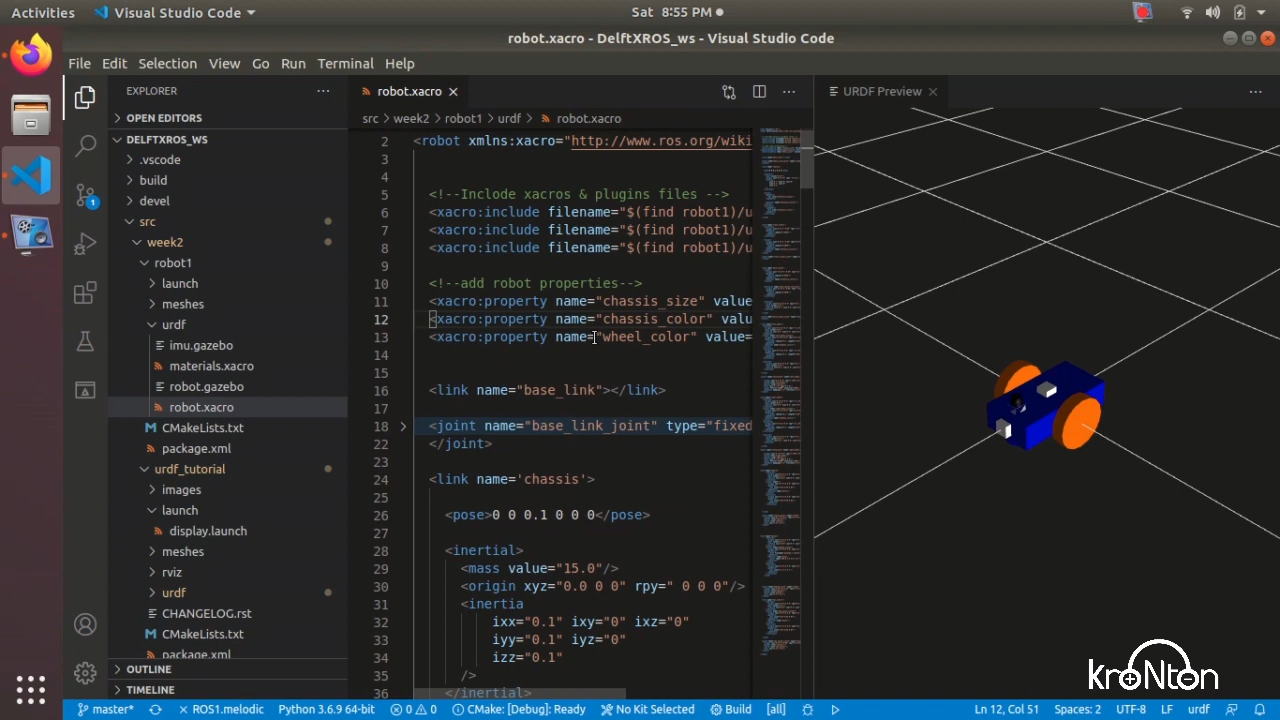 Activities
Visual Studio Code
Sat 8:55 PM
robot.xacro - DelftXROS_ws - Visual Studio Code
File Edit Selection View Go Run Terminal Help
EXPLORER
OPEN EDITORS
DELFTXROS_WS
.vscode
build
devel
src
week2
robot1
launch
meshes
urdf
imu.gazebo
materials.xacro
robot.gazebo
robot.xacro
CMakeLists.txt
package.xml
urdf_tutorial
images
launch
display.launch
meshes
rviz
urdf
CHANGELOG.rst
CMakeLists.txt
package.xml
OUTLINE
TIMELINE
1
robot.xacro
src > week2 > robot1 > urdf > robot.xacro
2 <robot xmlns:xacro="http://www.ros.org/wiki
3
4
5 <!--Include xacros & plugins files -->
6 <xacro:include filename="$(find robot1)/u
7 <xacro:include filename="$(find robot1)/u
8 <xacro:include filename="$(find robot1)/u
9
10 <!--add robot properties-->
11 <xacro:property name="chassis_size" value
12 <xacro:property name="chassis_color" valu
13 <xacro:property name="wheel_color" value=
14
15
16 <link name="base_link"></link>
17
18 <joint name="base_link_joint" type="fixed
22 </joint>
23
24 <link name='chassis'>
25
26 <pose>0 0 0.1 0 0 0</pose>
27
28 <inertial>
29 <mass value="15.0"/>
30 <origin xyz="0.0 0 0" rpy=" 0 0 0"/>
31 <inertia
32 ixx="0.1" ixy="0" ixz="0"
33 iyy="0.1" iyz="0"
34 izz="0.1"
35 />
36 </inertial>
URDF Preview
kroNton
master* ROS1.melodic Python 3.6.9 64-bit 0 0 CMake: [Debug]: Ready No Kit Selected Build [all] Ln 12, Col 51 Spaces: 2 UTF-8 LF urdf